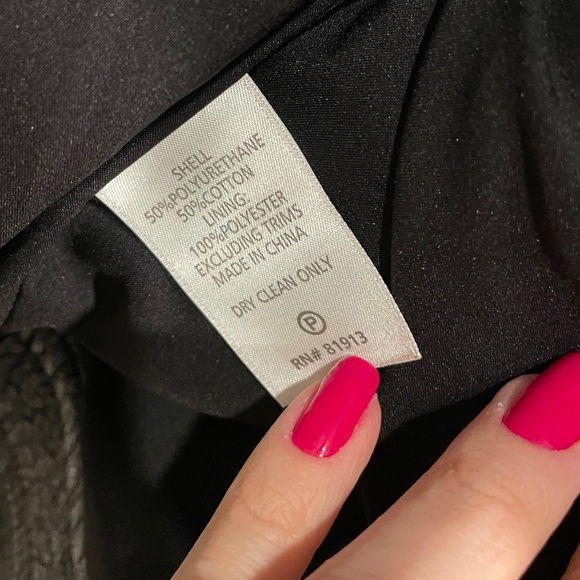 SHELL
50%POLYURETHANE
50%COTTON
LINING:
100%POLYESTER
EXCLUDING TRIMS
MADE IN CHINA
DRY CLEAN ONLY
P
RN# 81913